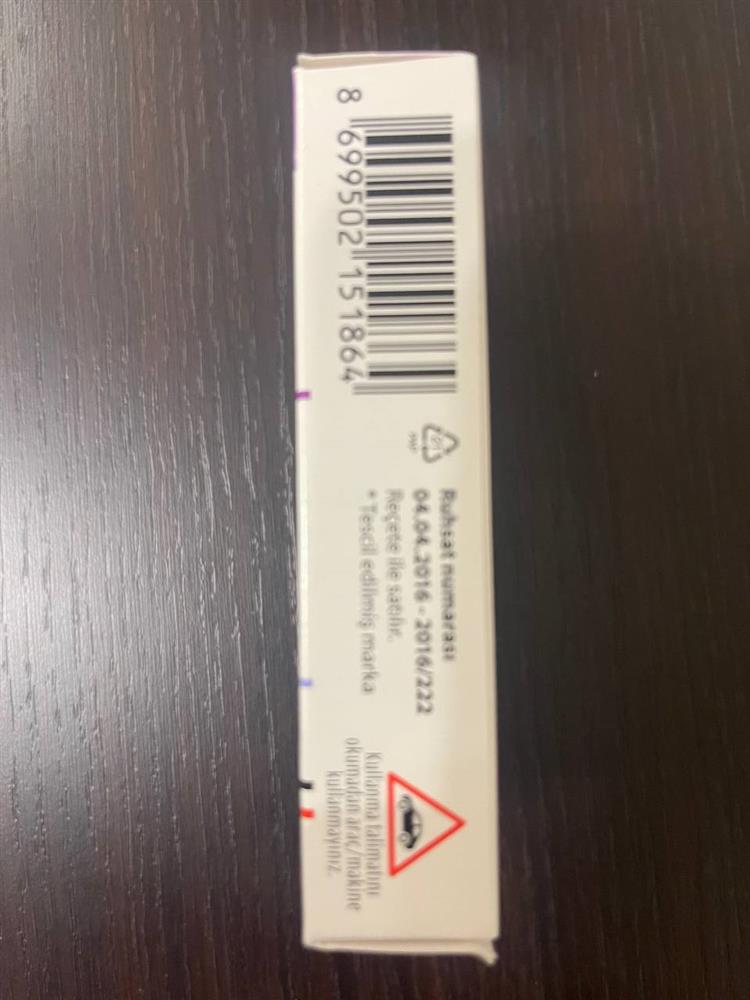 8 699502 151864
Ruhsat numarası
04.04.2016 - 2016/222
Reçete ile satılır.
* Tescil edilmiş marka
Kullanma talimatını
okumadan araç/makine
kullanmayınız.